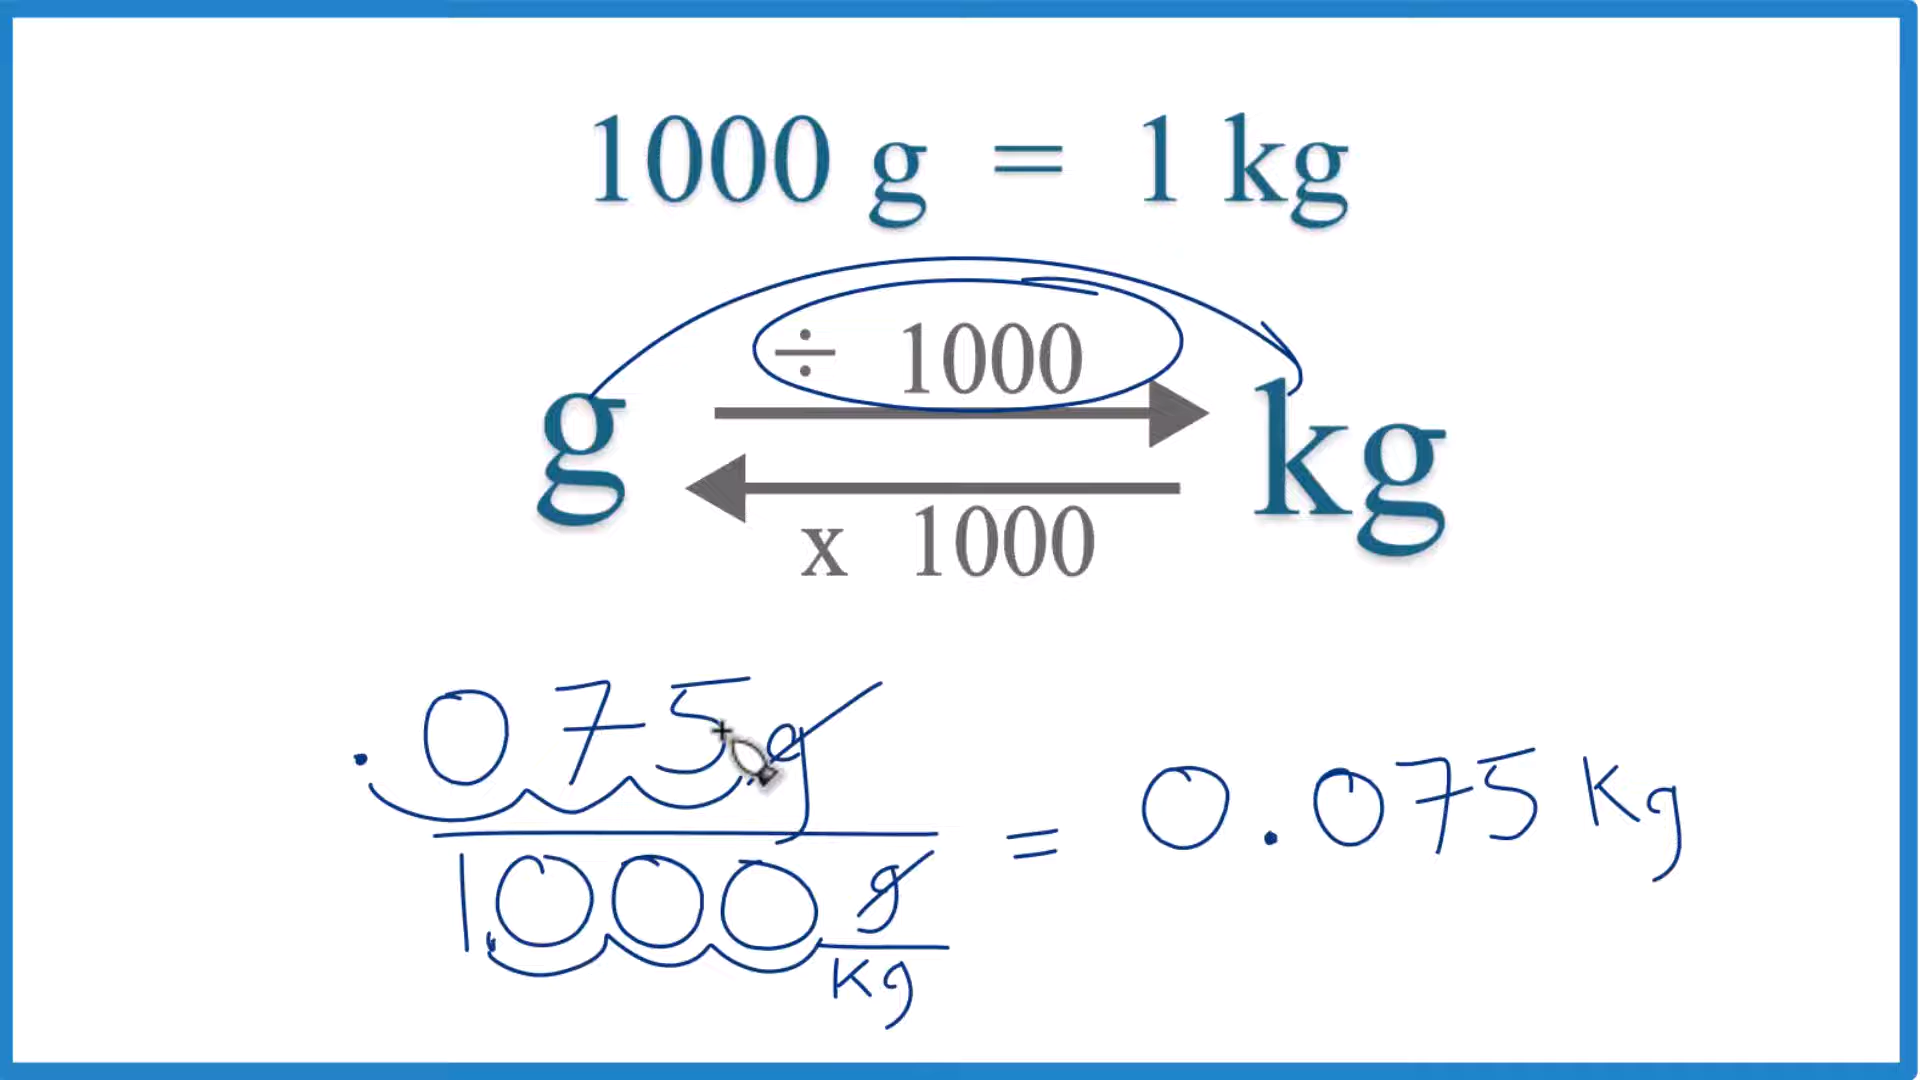 1000 g = 1 kg
÷ 1000
g kg
x 1000
.075g
1.000 g
kg
= 0.075 Kg